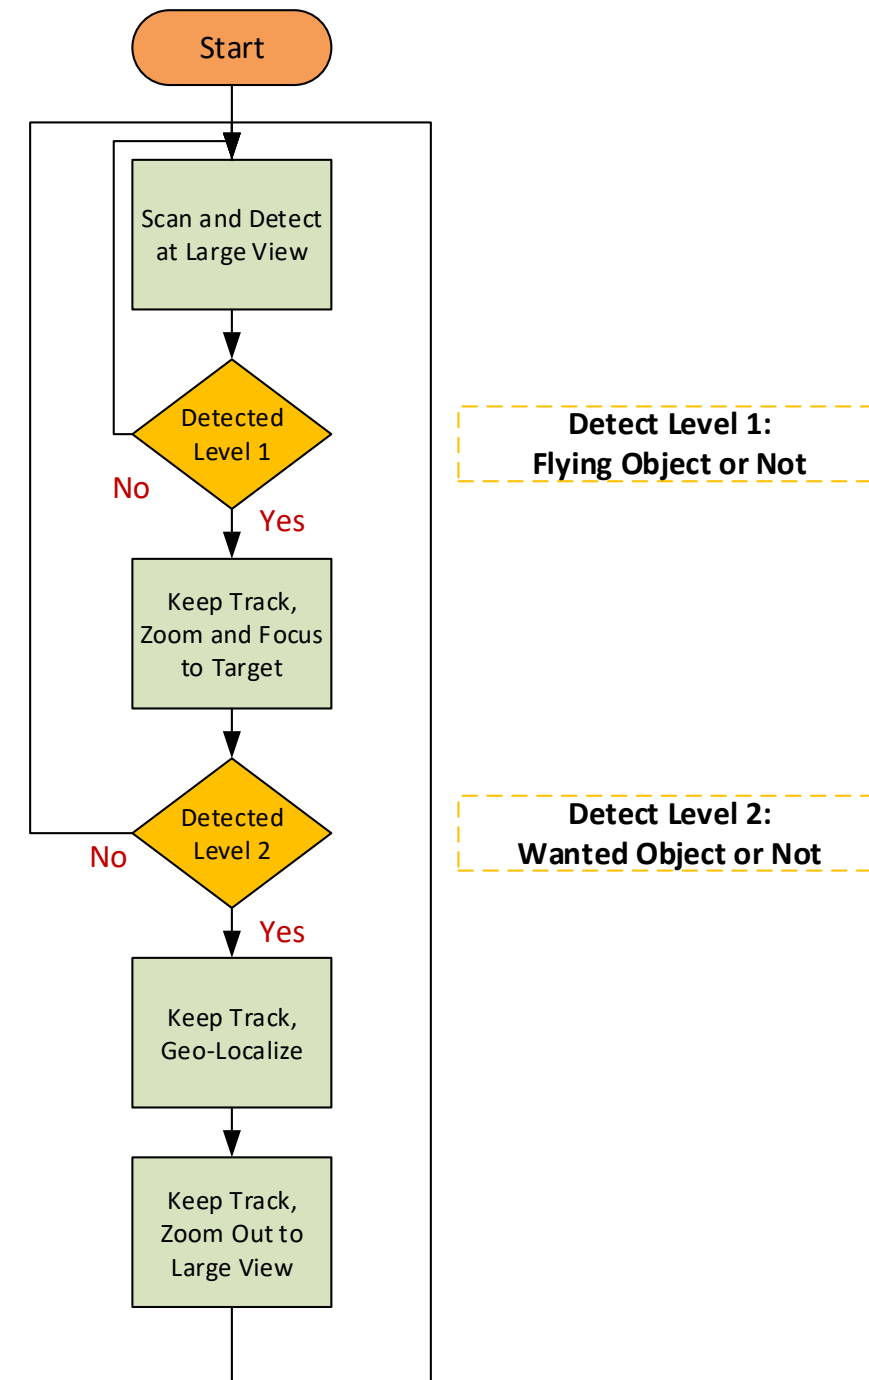 Start
Scan and Detect
at Large View
Detected
Level 1
No
Yes
Detect Level 1:
Flying Object or Not
Keep Track,
Zoom and Focus
to Target
Detected
Level 2
No
Yes
Detect Level 2:
Wanted Object or Not
Keep Track,
Geo-Localize
Keep Track,
Zoom Out to
Large View